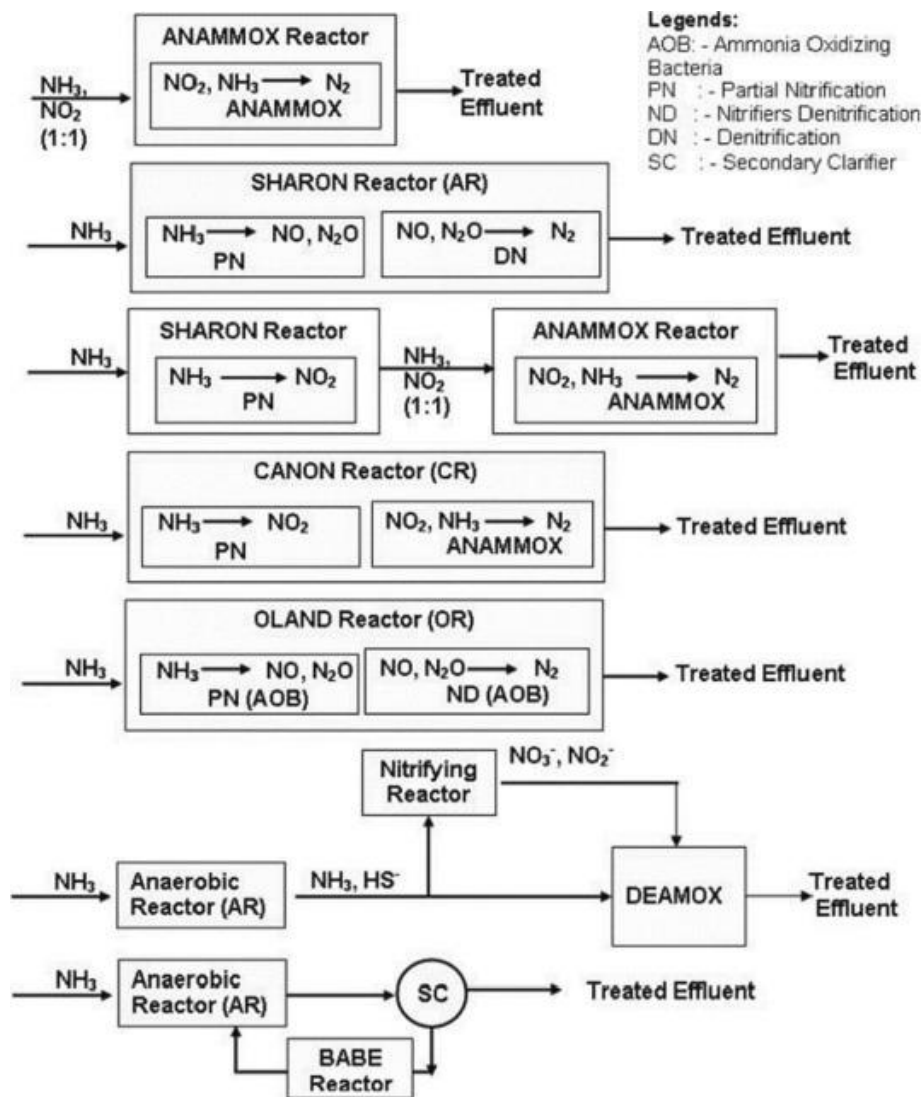 Legends:
AOB: - Ammonia Oxidizing
Bacteria
PN : - Partial Nitrification
ND : - Nitrifiers Denitrification
DN : - Denitrification
SC : - Secondary Clarifier
ANAMMOX Reactor
NH₃,
NO₂
(1:1)
NO₂, NH₃ → N₂
ANAMMOX
Treated
Effluent
SHARON Reactor (AR)
NH₃
NH₃ → NO, N₂O
PN
NO, N₂O → N₂
DN
Treated Effluent
SHARON Reactor
NH₃
NH₃ → NO₂
PN
NH₃,
NO₂
(1:1)
ANAMMOX Reactor
NO₂, NH₃ → N₂
ANAMMOX
Treated
Effluent
CANON Reactor (CR)
NH₃
NH₃ → NO₂
PN
NO₂, NH₃ → N₂
ANAMMOX
Treated Effluent
OLAND Reactor (OR)
NH₃
NH₃ → NO, N₂O
PN (AOB)
NO, N₂O → N₂
ND (AOB)
Treated Effluent
Nitrifying
Reactor
NO₃⁻, NO₂⁻
NH₃
Anaerobic
Reactor (AR)
NH₃, HS⁻
DEAMOX
Treated
Effluent
NH₃
Anaerobic
Reactor (AR)
SC
Treated Effluent
BABE
Reactor